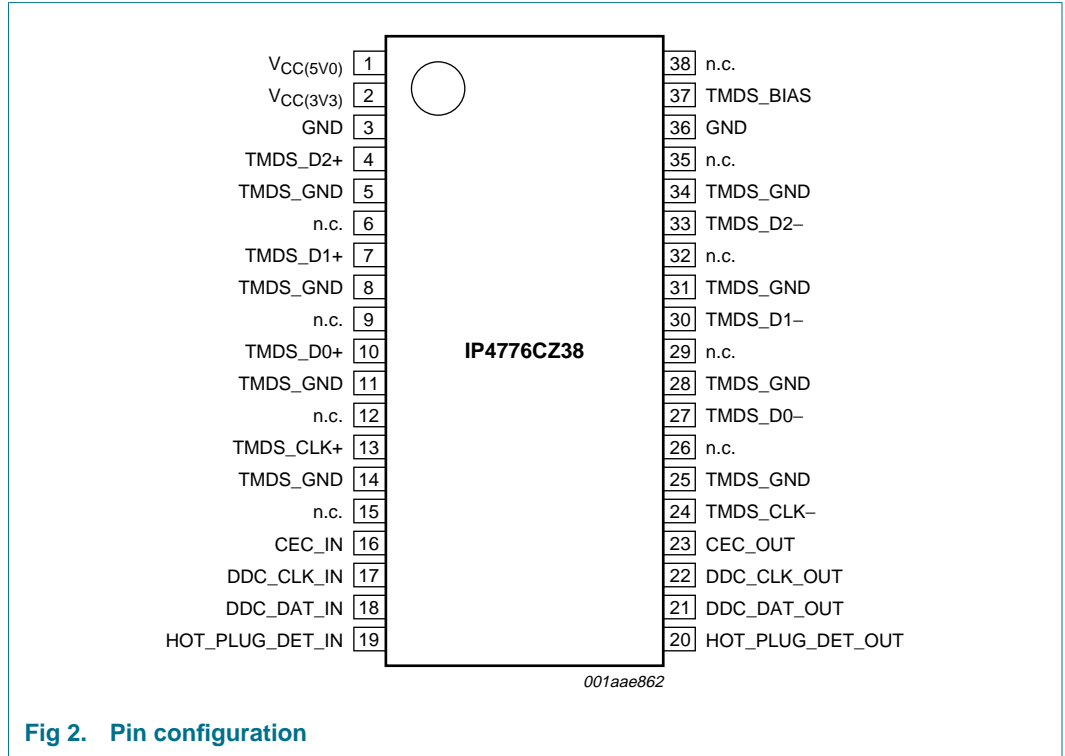 VCC(5V0) 1 38 n.c.
VCC(3V3) 2 37 TMDS_BIAS
GND 3 36 GND
TMDS_D2+ 4 35 n.c.
TMDS_GND 5 34 TMDS_GND
n.c. 6 33 TMDS_D2−
TMDS_D1+ 7 32 n.c.
TMDS_GND 8 31 TMDS_GND
n.c. 9 30 TMDS_D1−
TMDS_D0+ 10 IP4776CZ38 29 n.c.
TMDS_GND 11 28 TMDS_GND
n.c. 12 27 TMDS_D0−
TMDS_CLK+ 13 26 n.c.
TMDS_GND 14 25 TMDS_GND
n.c. 15 24 TMDS_CLK−
CEC_IN 16 23 CEC_OUT
DDC_CLK_IN 17 22 DDC_CLK_OUT
DDC_DAT_IN 18 21 DDC_DAT_OUT
HOT_PLUG_DET_IN 19 20 HOT_PLUG_DET_OUT
001aae862
Fig 2. Pin configuration